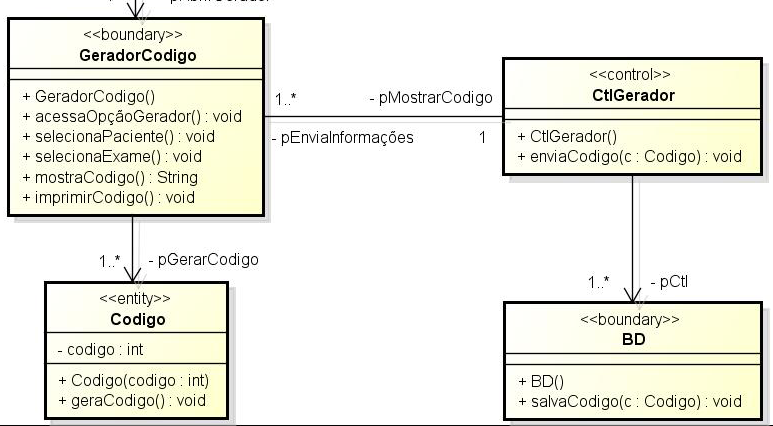 <<boundary>>
GeradorCodigo
+ GeradorCodigo()
+ acessaOpçãoGerador() : void
+ selecionaPaciente() : void
+ selecionaExame() : void
+ mostraCodigo() : String
+ imprimirCodigo() : void
1..*
- pMostrarCodigo
- pEnviaInformações
1
<<control>>
CtlGerador
+ CtlGerador()
+ enviaCodigo(c : Codigo) : void
1..*
- pGerarCodigo
1..*
- pCtl
<<entity>>
Codigo
- codigo : int
+ Codigo(codigo : int)
+ geraCodigo() : void
<<boundary>>
BD
+ BD()
+ salvaCodigo(c : Codigo) : void